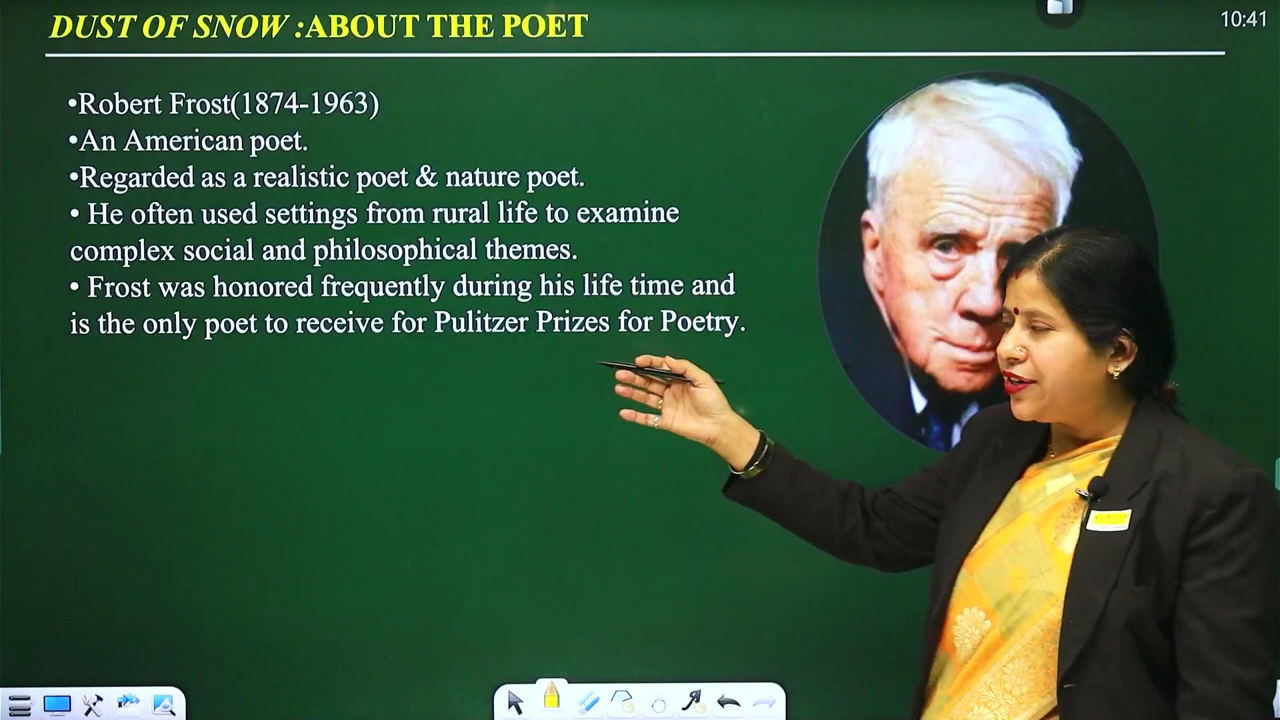 DUST OF SNOW :ABOUT THE POET
10:41
•Robert Frost(1874-1963)
•An American poet.
•Regarded as a realistic poet & nature poet.
• He often used settings from rural life to examine
complex social and philosophical themes.
• Frost was honored frequently during his life time and
is the only poet to receive for Pulitzer Prizes for Poetry.